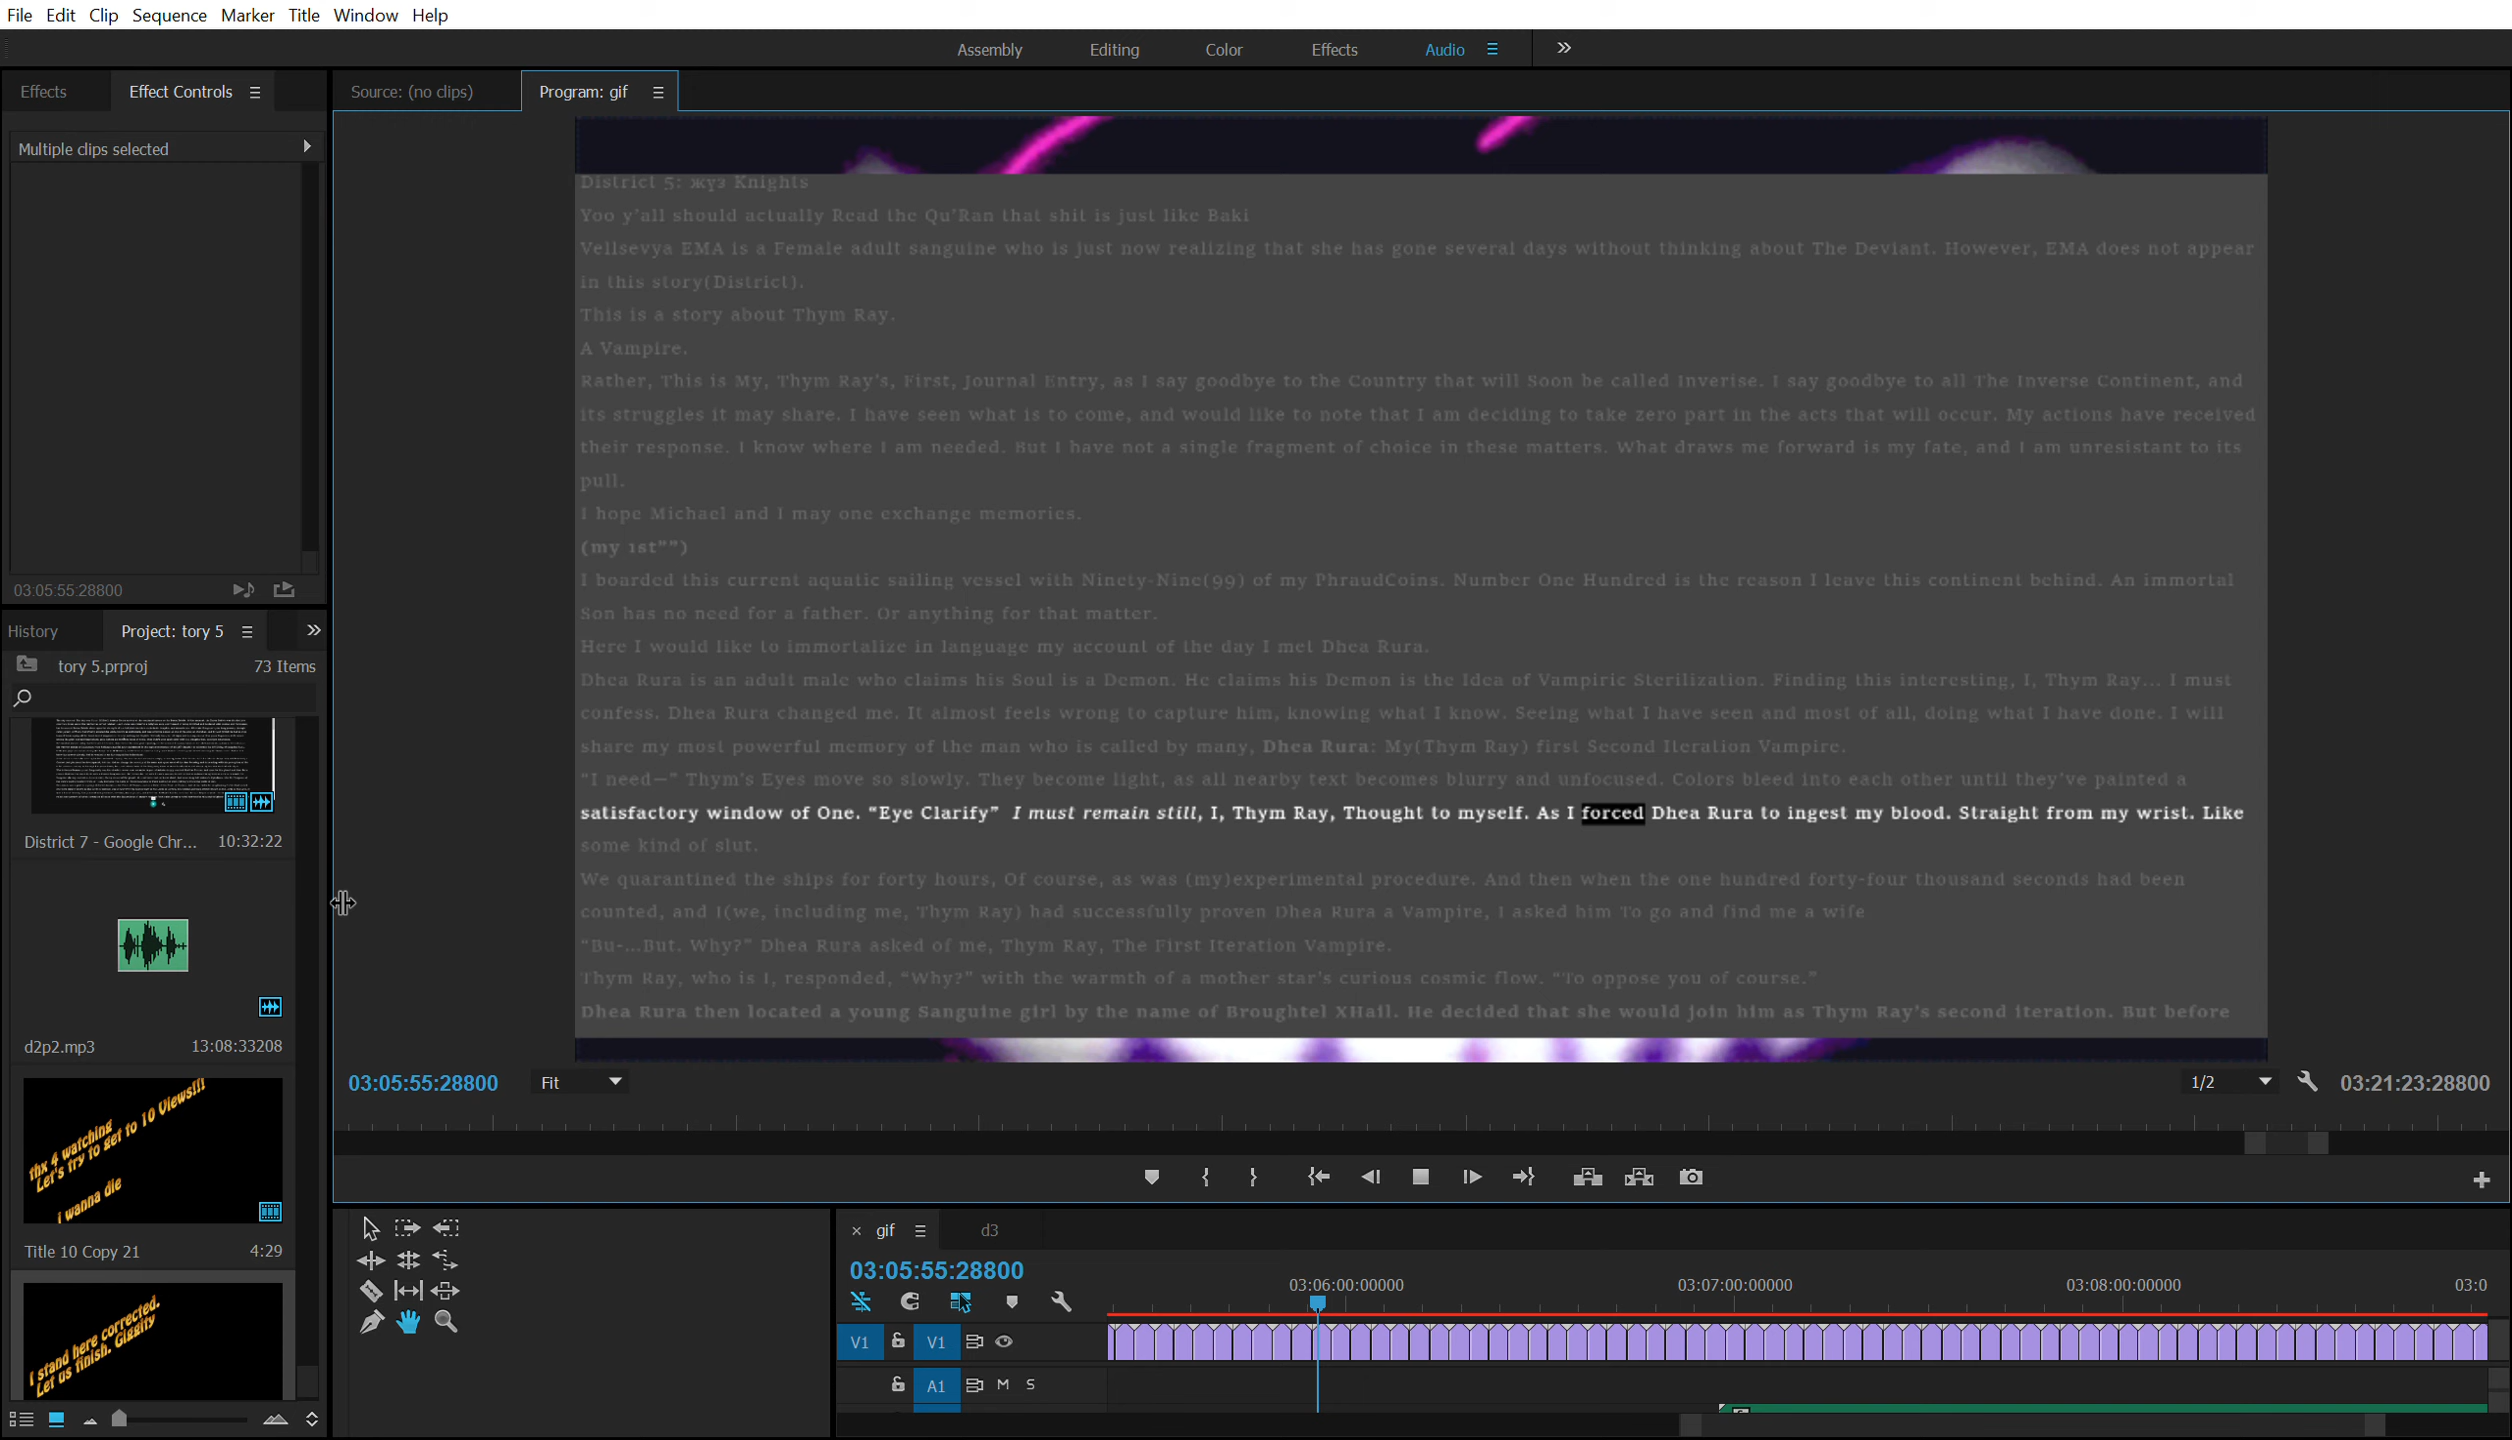 File Edit Clip Sequence Marker Title Window Help
Assembly Editing Color Effects Audio
Effects Effect Controls
Source: (no clips) Program: gif
Multiple clips selected
District 5: жүз Knights
Yoo y'all should actually Read the Qu'Ran that shit is just like Baki
Vellsevya EMA is a Female adult sanguine who is just now realizing that she has gone several days without thinking about The Deviant. However, EMA does not appear
in this story(District).
This is a story about Thym Ray.
A Vampire.
Rather, This is My, Thym Ray's, First, Journal Entry, as I say goodbye to the Country that will Soon be called Inverise. I say goodbye to all The Inverse Continent, and
its struggles it may share. I have seen what is to come, and would like to note that I am deciding to take zero part in the acts that will occur. My actions have received
their response. I know where I am needed. But I have not a single fragment of choice in these matters. What draws me forward is my fate, and I am unresistant to its
pull.
I hope Michael and I may one exchange memories.
(my 1st"")
I boarded this current aquatic sailing vessel with Ninety-Nine(99) of my PhraudCoins. Number One Hundred is the reason I leave this continent behind. An immortal
Son has no need for a father. Or anything for that matter.
Here I would like to immortalize in language my account of the day I met Dhea Rura.
Dhea Rura is an adult male who claims his Soul is a Demon. He claims his Demon is the Idea of Vampiric Sterilization. Finding this interesting, I, Thym Ray... I must
confess. Dhea Rura changed me. It almost feels wrong to capture him, knowing what I know. Seeing what I have seen and most of all, doing what I have done. I will
share my most powerful memory of the man who is called by many, Dhea Rura: My(Thym Ray) first Second Iteration Vampire.
“I need—” Thym's Eyes move so slowly. They become light, as all nearby text becomes blurry and unfocused. Colors bleed into each other until they've painted a
satisfactory window of One. “Eye Clarify” I must remain still, I, Thym Ray, Thought to myself. As I forced Dhea Rura to ingest my blood. Straight from my wrist. Like
some kind of slut.
We quarantined the ships for forty hours, Of course, as was (my)experimental procedure. And then when the one hundred forty-four thousand seconds had been
counted, and I(we, including me, Thym Ray) had successfully proven Dhea Rura a Vampire, I asked him To go and find me a wife
“Bu-...But. Why?” Dhea Rura asked of me, Thym Ray, The First Iteration Vampire.
Thym Ray, who is I, responded, “Why?” with the warmth of a mother star's curious cosmic flow. “To oppose you of course.”
Dhea Rura then located a young Sanguine girl by the name of Broughtel XHail. He decided that she would join him as Thym Ray's second iteration. But before
03:05:55:28800
History Project: tory 5
tory 5.prproj 73 Items
District 7 - Google Chr... 10:32:22
d2p2.mp3 13:08:33208
thx 4 watching
Let's try to get to 10 Views!!!
i wanna die
Title 10 Copy 21 4:29
I stand here corrected.
Let us finish. Giggity
03:05:55:28800 Fit 1/2 03:21:23:28800
gif d3
03:05:55:28800
03:06:00:00000 03:07:00:00000 03:08:00:00000 03:0
V1 V1
A1 M S